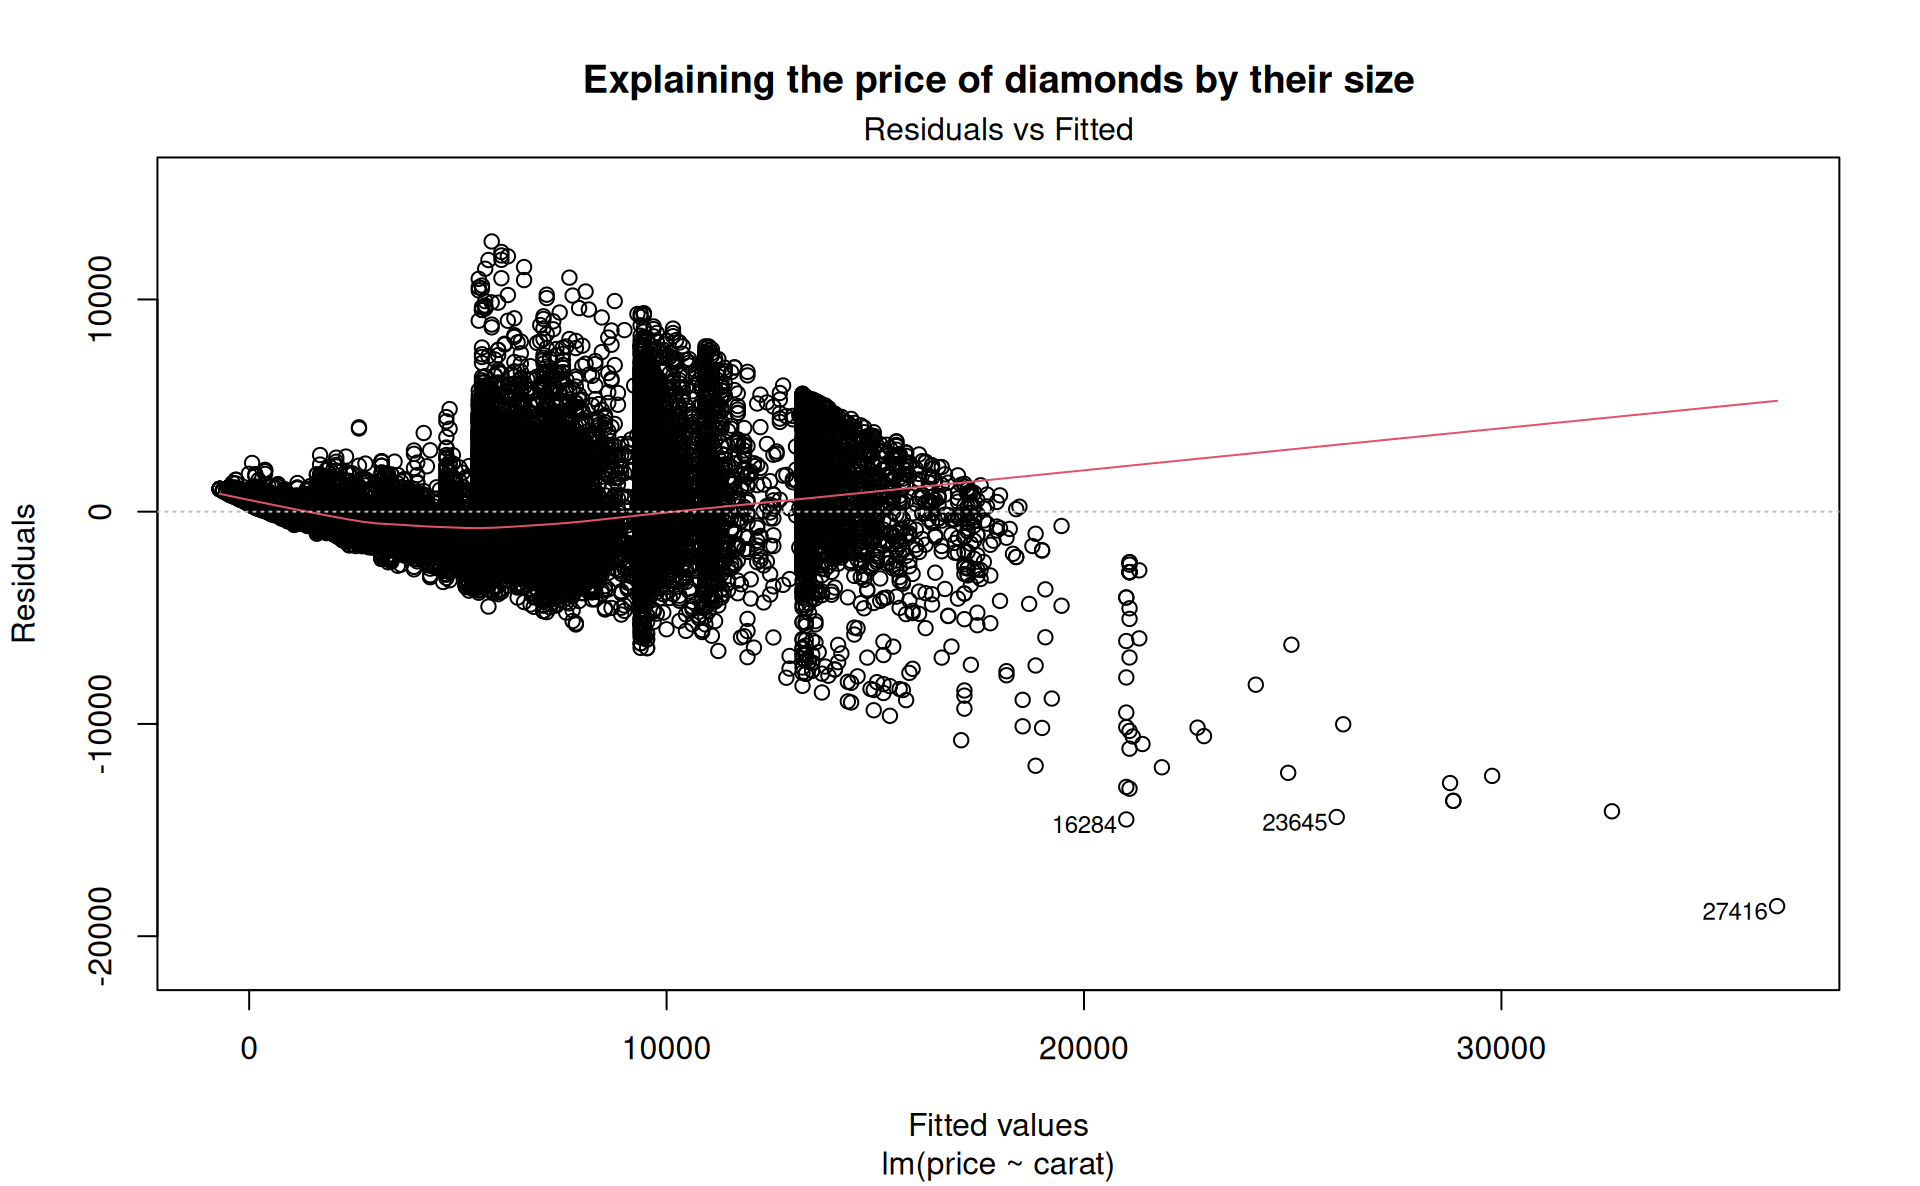 Explaining the price of diamonds by their size
Residuals vs Fitted
Residuals
10000
0
-10000
-20000
16284
23645
27416
0 10000 20000 30000
Fitted values
lm(price ~ carat)